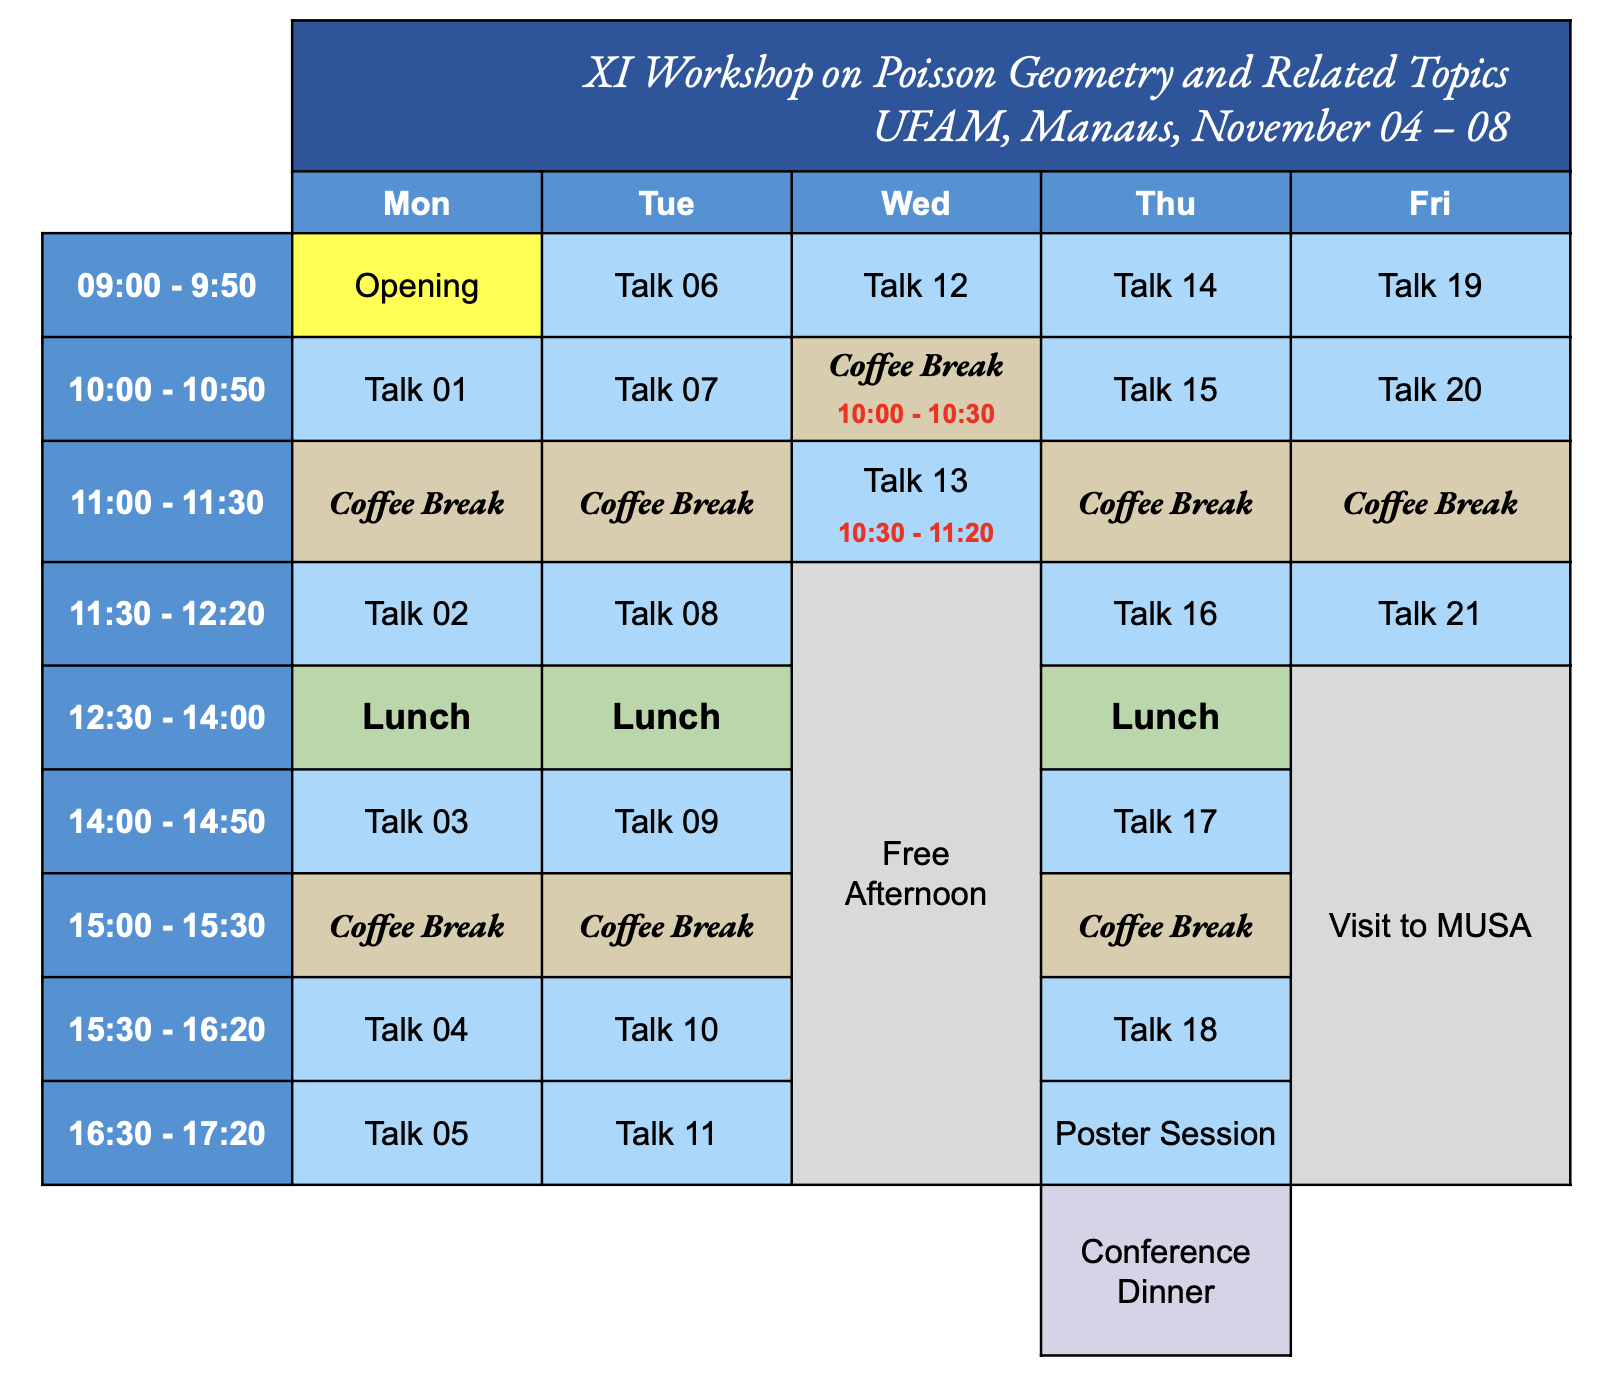 XI Workshop on Poisson Geometry and Related Topics
UFAM, Manaus, November 04 – 08
Mon Tue Wed Thu Fri
09:00 - 9:50 Opening Talk 06 Talk 12 Talk 14 Talk 19
10:00 - 10:50 Talk 01 Talk 07 Coffee Break 10:00 - 10:30 Talk 15 Talk 20
11:00 - 11:30 Coffee Break Coffee Break Talk 13 10:30 - 11:20 Coffee Break Coffee Break
11:30 - 12:20 Talk 02 Talk 08 Talk 16 Talk 21
12:30 - 14:00 Lunch Lunch Lunch
14:00 - 14:50 Talk 03 Talk 09 Free Afternoon Talk 17
15:00 - 15:30 Coffee Break Coffee Break Coffee Break Visit to MUSA
15:30 - 16:20 Talk 04 Talk 10 Talk 18
16:30 - 17:20 Talk 05 Talk 11 Poster Session
Conference
Dinner